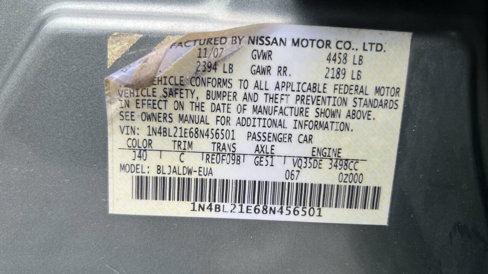 FACTURED BY NISSAN MOTOR CO., LTD.
11/07 GVWR 4458 LB
2394 LB GAWR RR. 2189 LB
VEHICLE CONFORMS TO ALL APPLICABLE FEDERAL MOTOR
VEHICLE SAFETY, BUMPER AND THEFT PREVENTION STANDARDS
IN EFFECT ON THE DATE OF MANUFACTURE SHOWN ABOVE.
SEE OWNERS MANUAL FOR ADDITIONAL INFORMATION.
VIN: 1N4BL21E68N456501 PASSENGER CAR
COLOR TRIM TRANS AXLE ENGINE
J40 C RE0F09B GE51 VQ35DE 3498CC
MODEL: BLJALDW-EUA 067 0Z000
1N4BL21E68N456501